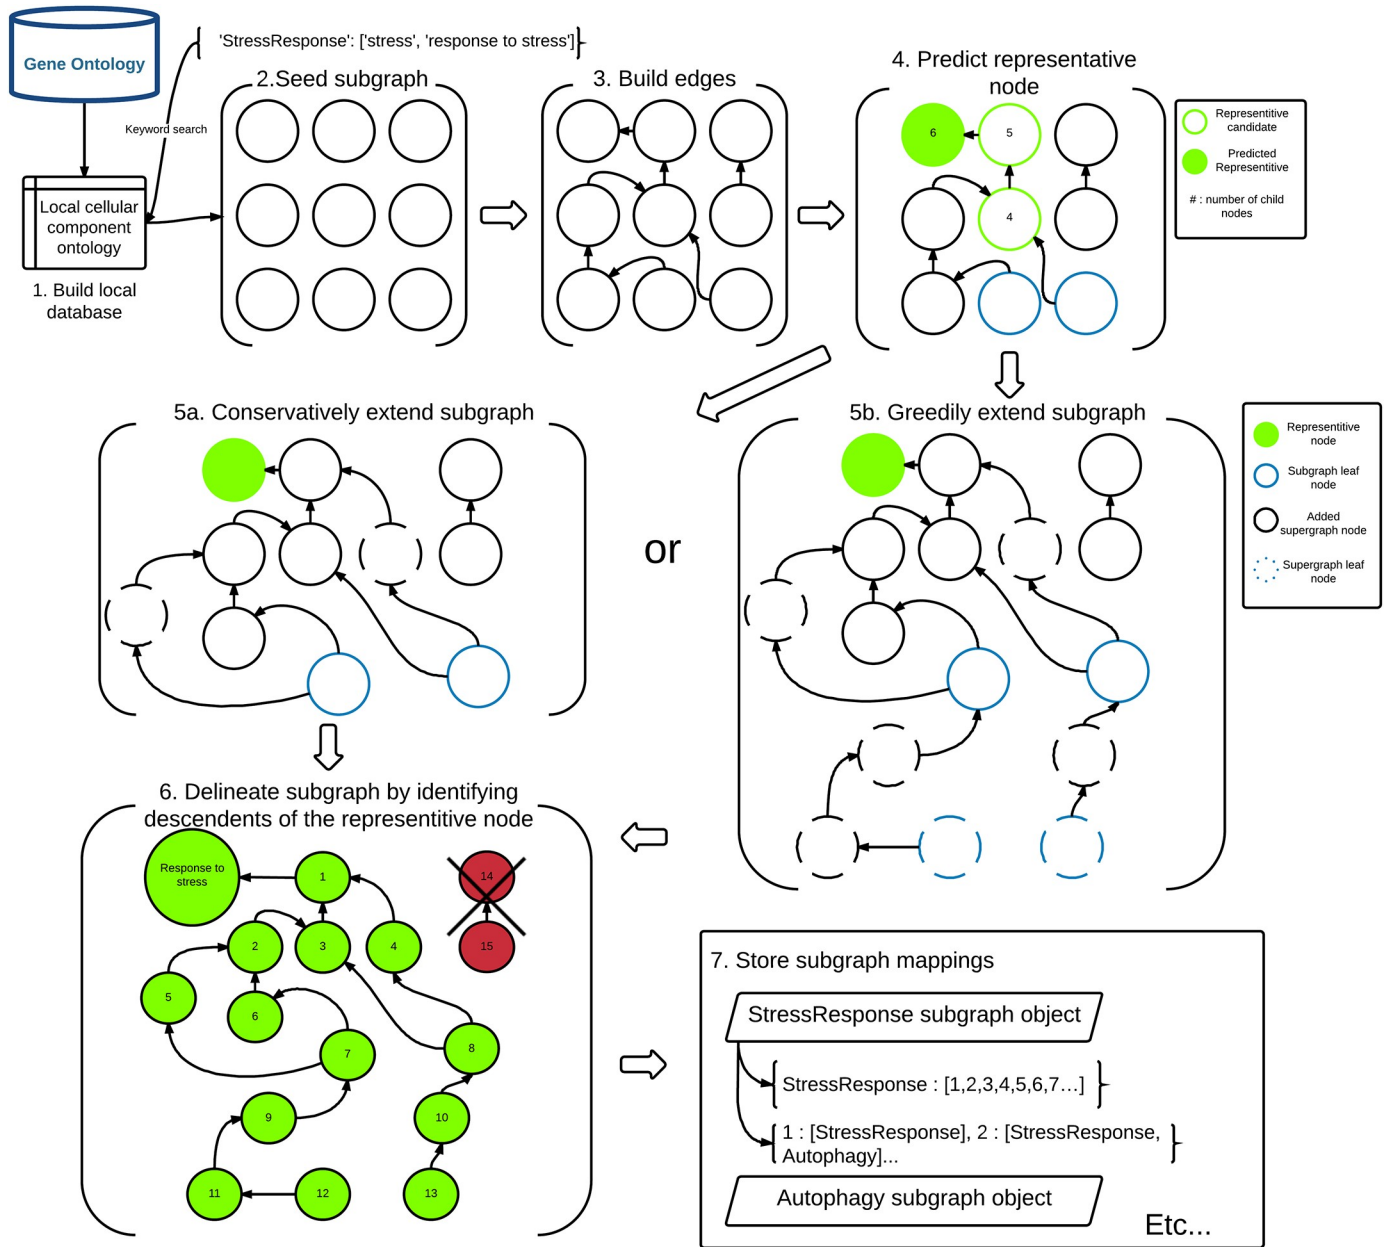 Gene Ontology
'StressResponse': ['stress', 'response to stress']
Keyword search
Local cellular
component
ontology
1. Build local
database
2.Seed subgraph
3. Build edges
4. Predict representative
node
6
5
4
Representitive
candidate
Predicted
Representitive
# : number of child
nodes
5a. Conservatively extend subgraph
or
5b. Greedily extend subgraph
Representitive
node
Subgraph leaf
node
Added
supergraph node
Supergraph leaf
node
6. Delineate subgraph by identifying
descendents of the representitive node
Response to
stress
1
14
2
3
4
15
5
6
7
8
9
10
11
12
13
7. Store subgraph mappings
StressResponse subgraph object
StressResponse : [1,2,3,4,5,6,7…]
1 : [StressResponse], 2 : [StressResponse,
Autophagy]...
Autophagy subgraph object
Etc...